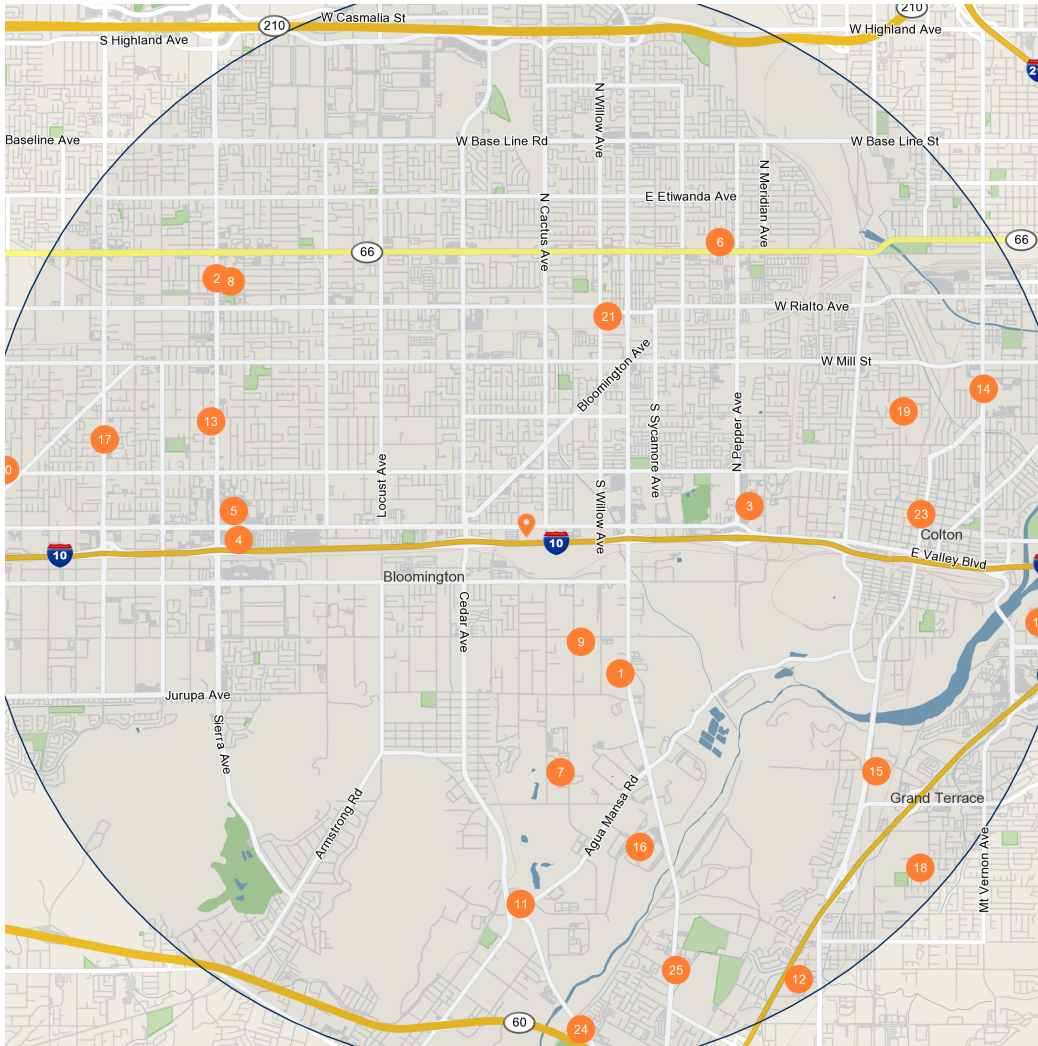 210
W Casmalia St
210
W Highland Ave
S Highland Ave
N Willow Ave
Baseline Ave
W Base Line Rd
W Base Line St
N Meridian Ave
E Etiwanda Ave
N Cactus Ave
66
6
66
2
8
W Rialto Ave
21
W Mill St
Bloomington Ave
14
19
13
17
S Sycamore Ave
N Pepper Ave
Locust Ave
0
S Willow Ave
5
3
23
4
10
10
Colton
E Valley Blvd
Bloomington
Cedar Ave
9
1
Jurupa Ave
Sierra Ave
7
15
Agua Mansa Rd
Grand Terrace
Armstrong Rd
16
18
Mt Vernon Ave
11
25
12
60
24